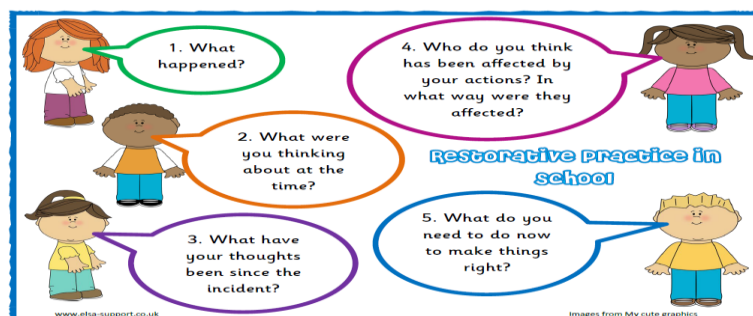 1. What
happened?
2. What were
you thinking
about at the
time?
3. What have
your thoughts
been since the
incident?
4. Who do you think
has been affected by
your actions? In
what way were they
affected?
Restorative Practice in
School
5. What do you
need to do now
to make things
right?
www.elsa-support.co.uk
Images from My cute graphics